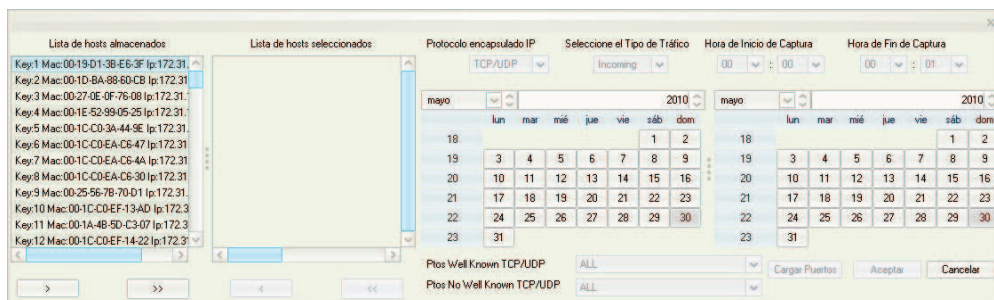 Lista de hosts almacenados
Lista de hosts seleccionados
Protocolo encapsulado IP
Seleccione el Tipo de Tráfico
Hora de Inicio de Captura
Hora de Fin de Captura
TCP/UDP
Incoming
00 : 00
00 : 01
Key:1 Mac:00-19-D1-3B-E6-3F Ip:172.31.
Key:2 Mac:00-1D-BA-88-60-CB Ip:172.31.
Key:3 Mac:00-27-0E-0F-76-08 Ip:172.31.
Key:4 Mac:00-1E-52-99-05-25 Ip:172.31.
Key:5 Mac:00-1C-C0-3A-44-9E Ip:172.31
Key:6 Mac:00-1C-C0-EA-C6-47 Ip:172.31
Key:7 Mac:00-1C-C0-EA-C6-4A Ip:172.31
Key:8 Mac:00-1C-C0-EA-C6-30 Ip:172.31
Key:9 Mac:00-25-56-7B-70-D1 Ip:172.31.
Key:10 Mac:00-1C-C0-EF-13-AD Ip:172.3
Key:11 Mac:00-1A-4B-5D-C3-07 Ip:172.3
Key:12 Mac:00-1C-C0-EF-14-22 Ip:172.3
> >> < <<
mayo 2010
lun mar mié jue vie sáb dom
18 1 2
19 3 4 5 6 7 8 9
20 10 11 12 13 14 15 16
21 17 18 19 20 21 22 23
22 24 25 26 27 28 29 30
23 31
mayo 2010
lun mar mié jue vie sáb dom
18 1 2
19 3 4 5 6 7 8 9
20 10 11 12 13 14 15 16
21 17 18 19 20 21 22 23
22 24 25 26 27 28 29 30
23 31
Ptos Well Known TCP/UDP ALL
Ptos No Well Known TCP/UDP ALL
Cargar Puertos
Aceptar
Cancelar